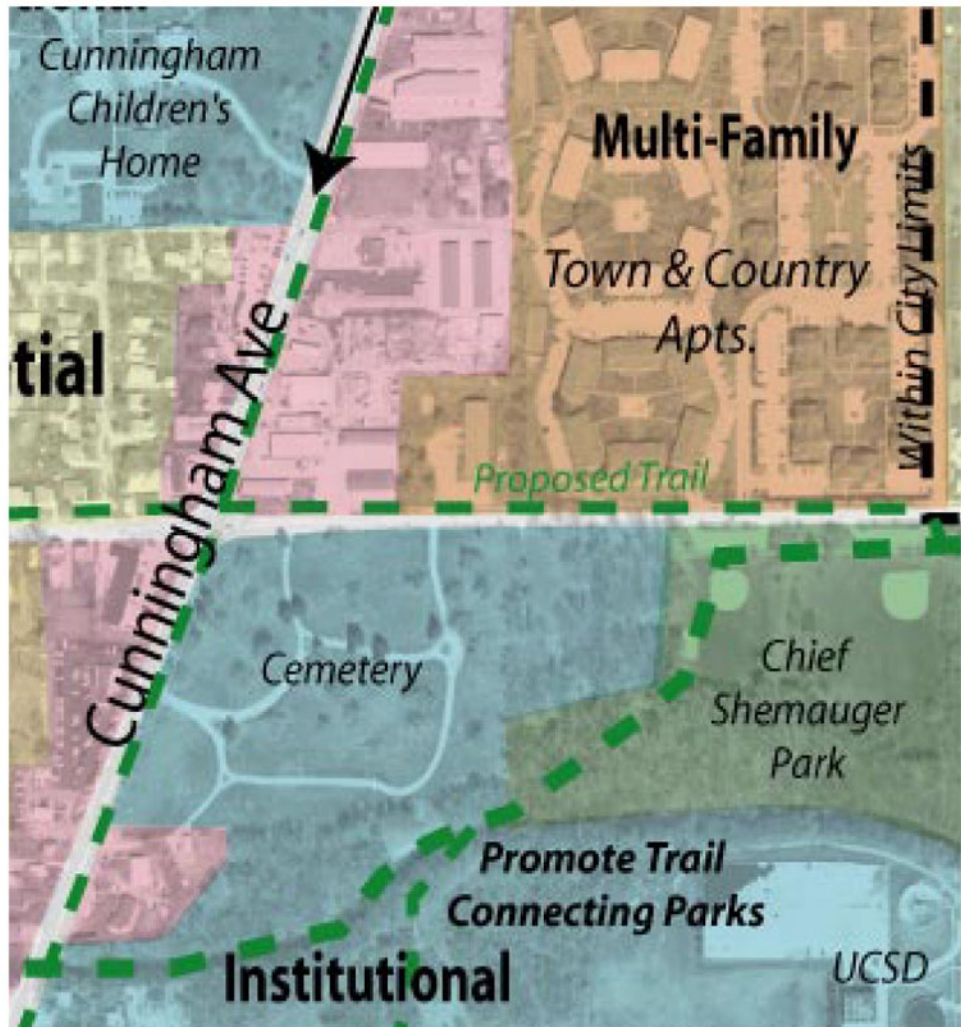 Cunningham
Children's
Home
Multi-Family
Town & Country
Apts.
Within City Limits
tial
Cunningham Ave
Proposed Trail
Cemetery
Chief
Shemauger
Park
Promote Trail
Connecting Parks
Institutional
UCSD